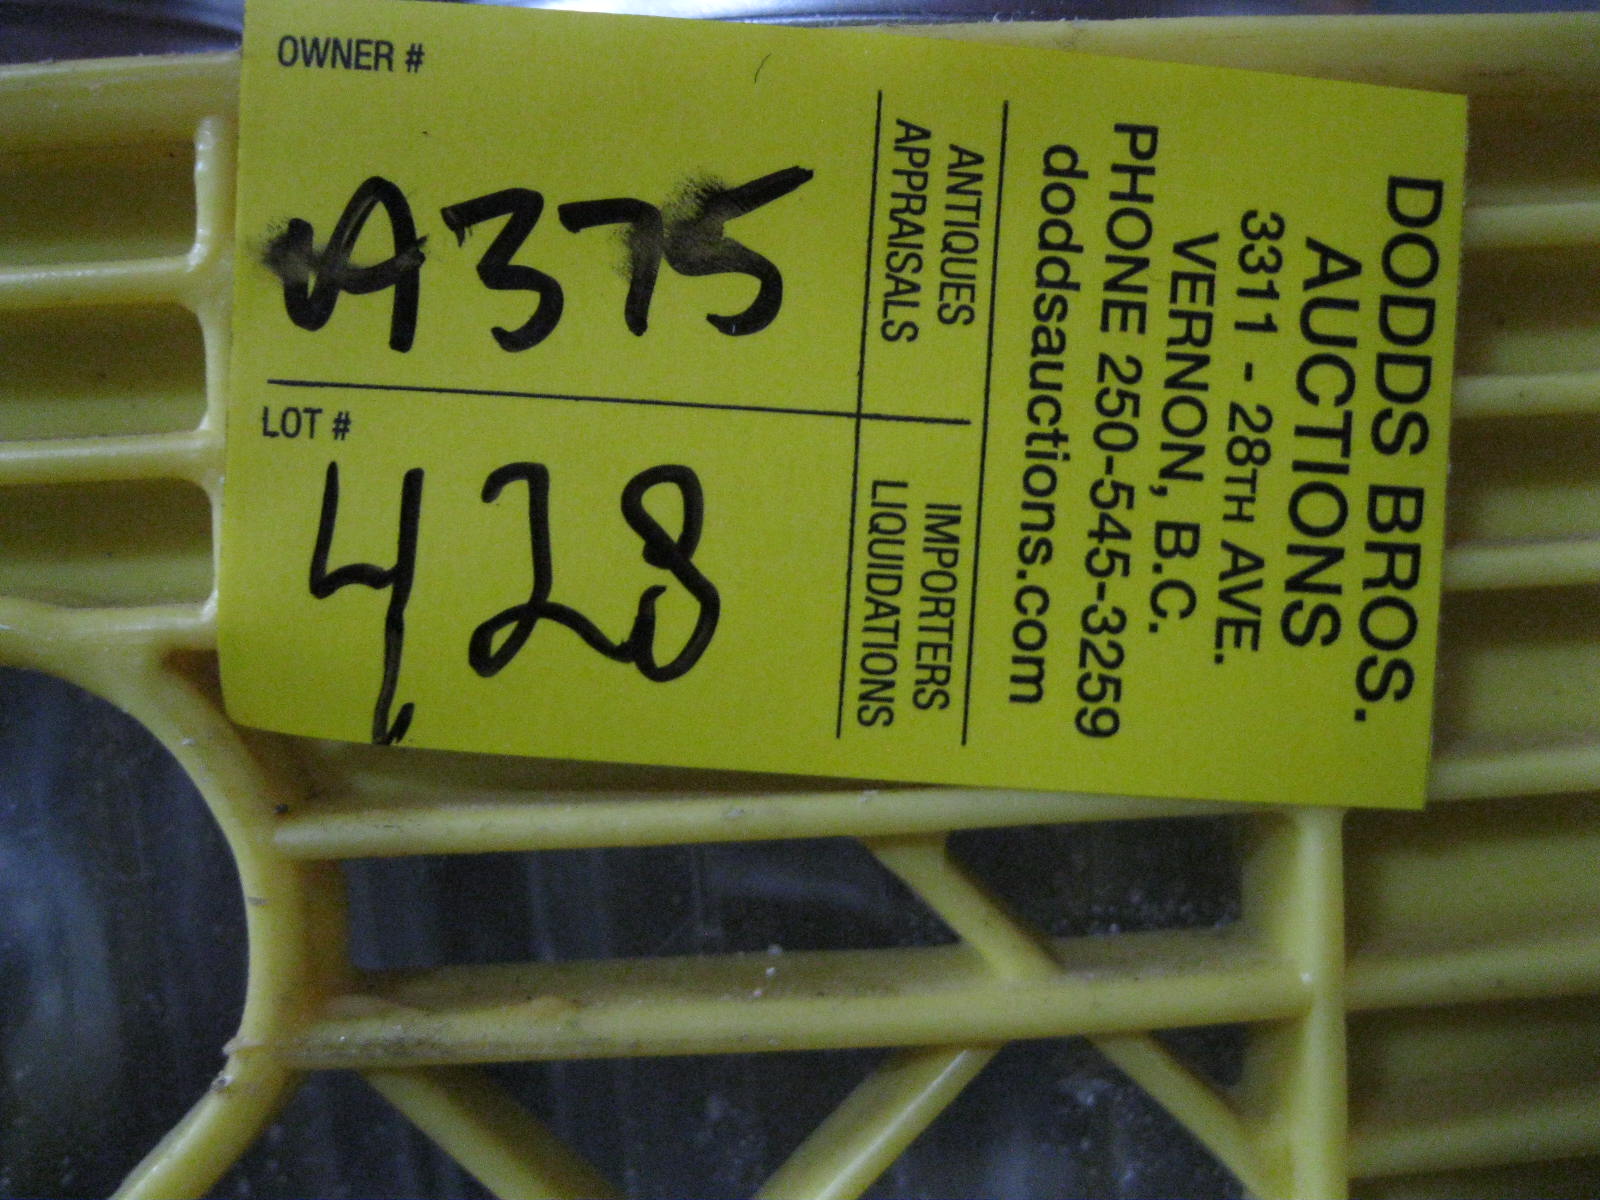 DODDS BROS.
AUCTIONS
3311 - 28TH AVE.
VERNON, B.C.
PHONE 250-545-3259
doddsauctions.com
ANTIQUES
APPRAISALS
IMPORTERS
LIQUIDATIONS
OWNER #
A375
LOT #
428